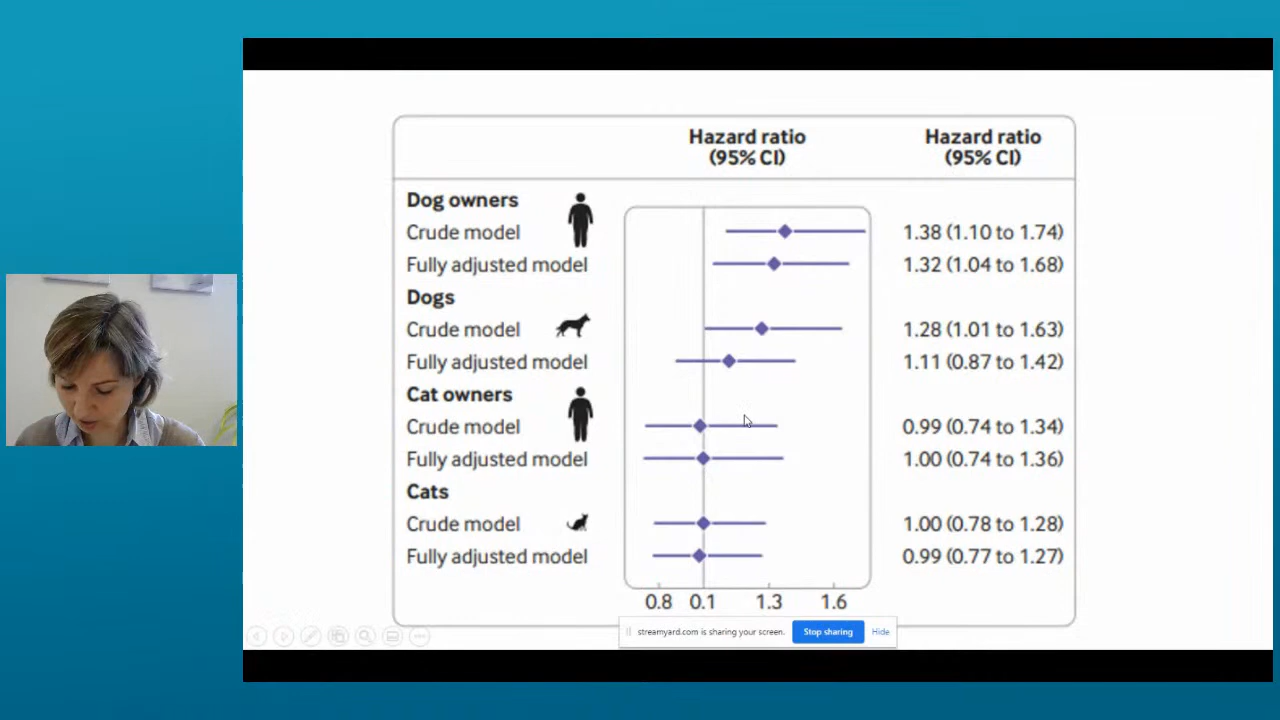 Hazard ratio (95% CI) Hazard ratio (95% CI)
Dog owners
Crude model 1.38 (1.10 to 1.74)
Fully adjusted model 1.32 (1.04 to 1.68)
Dogs
Crude model 1.28 (1.01 to 1.63)
Fully adjusted model 1.11 (0.87 to 1.42)
Cat owners
Crude model 0.99 (0.74 to 1.34)
Fully adjusted model 1.00 (0.74 to 1.36)
Cats
Crude model 1.00 (0.78 to 1.28)
Fully adjusted model 0.99 (0.77 to 1.27)
0.8 0.1 1.3 1.6
streamyard.com is sharing your screen. Stop sharing Hide